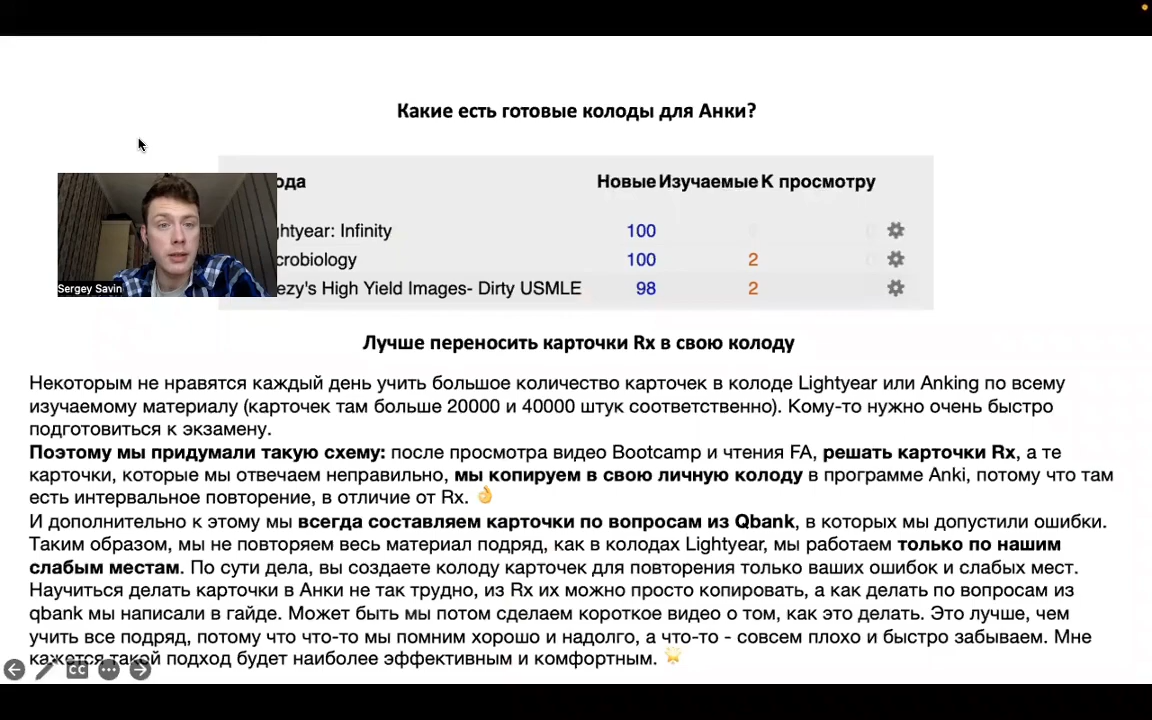 Какие есть готовые колоды для Анки?
ода Новые Изучаемые К просмотру
htyear: Infinity 100
crobiology 100 2
ezy's High Yield Images- Dirty USMLE 98 2
Sergey Savin
Лучше переносить карточки Rx в свою колоду
Некоторым не нравятся каждый день учить большое количество карточек в колоде Lightyear или Anking по всему
изучаемому материалу (карточек там больше 20000 и 40000 штук соответственно). Кому-то нужно очень быстро
подготовиться к экзамену.
Поэтому мы придумали такую схему: после просмотра видео Bootcamp и чтения FA, решать карточки Rx, а те
карточки, которые мы отвечаем неправильно, мы копируем в свою личную колоду в программе Anki, потому что там
есть интервальное повторение, в отличие от Rx. 👌
И дополнительно к этому мы всегда составляем карточки по вопросам из Qbank, в которых мы допустили ошибки.
Таким образом, мы не повторяем весь материал подряд, как в колодах Lightyear, мы работаем только по нашим
слабым местам. По сути дела, вы создаете колоду карточек для повторения только ваших ошибок и слабых мест.
Научиться делать карточки в Анки не так трудно, из Rx их можно просто копировать, а как делать по вопросам из
qbank мы написали в гайде. Может быть мы потом сделаем короткое видео о том, как это делать. Это лучше, чем
учить все подряд, потому что что-то мы помним хорошо и надолго, а что-то - совсем плохо и быстро забываем. Мне
кажется такой подход будет наиболее эффективным и комфортным. 🌟
CC